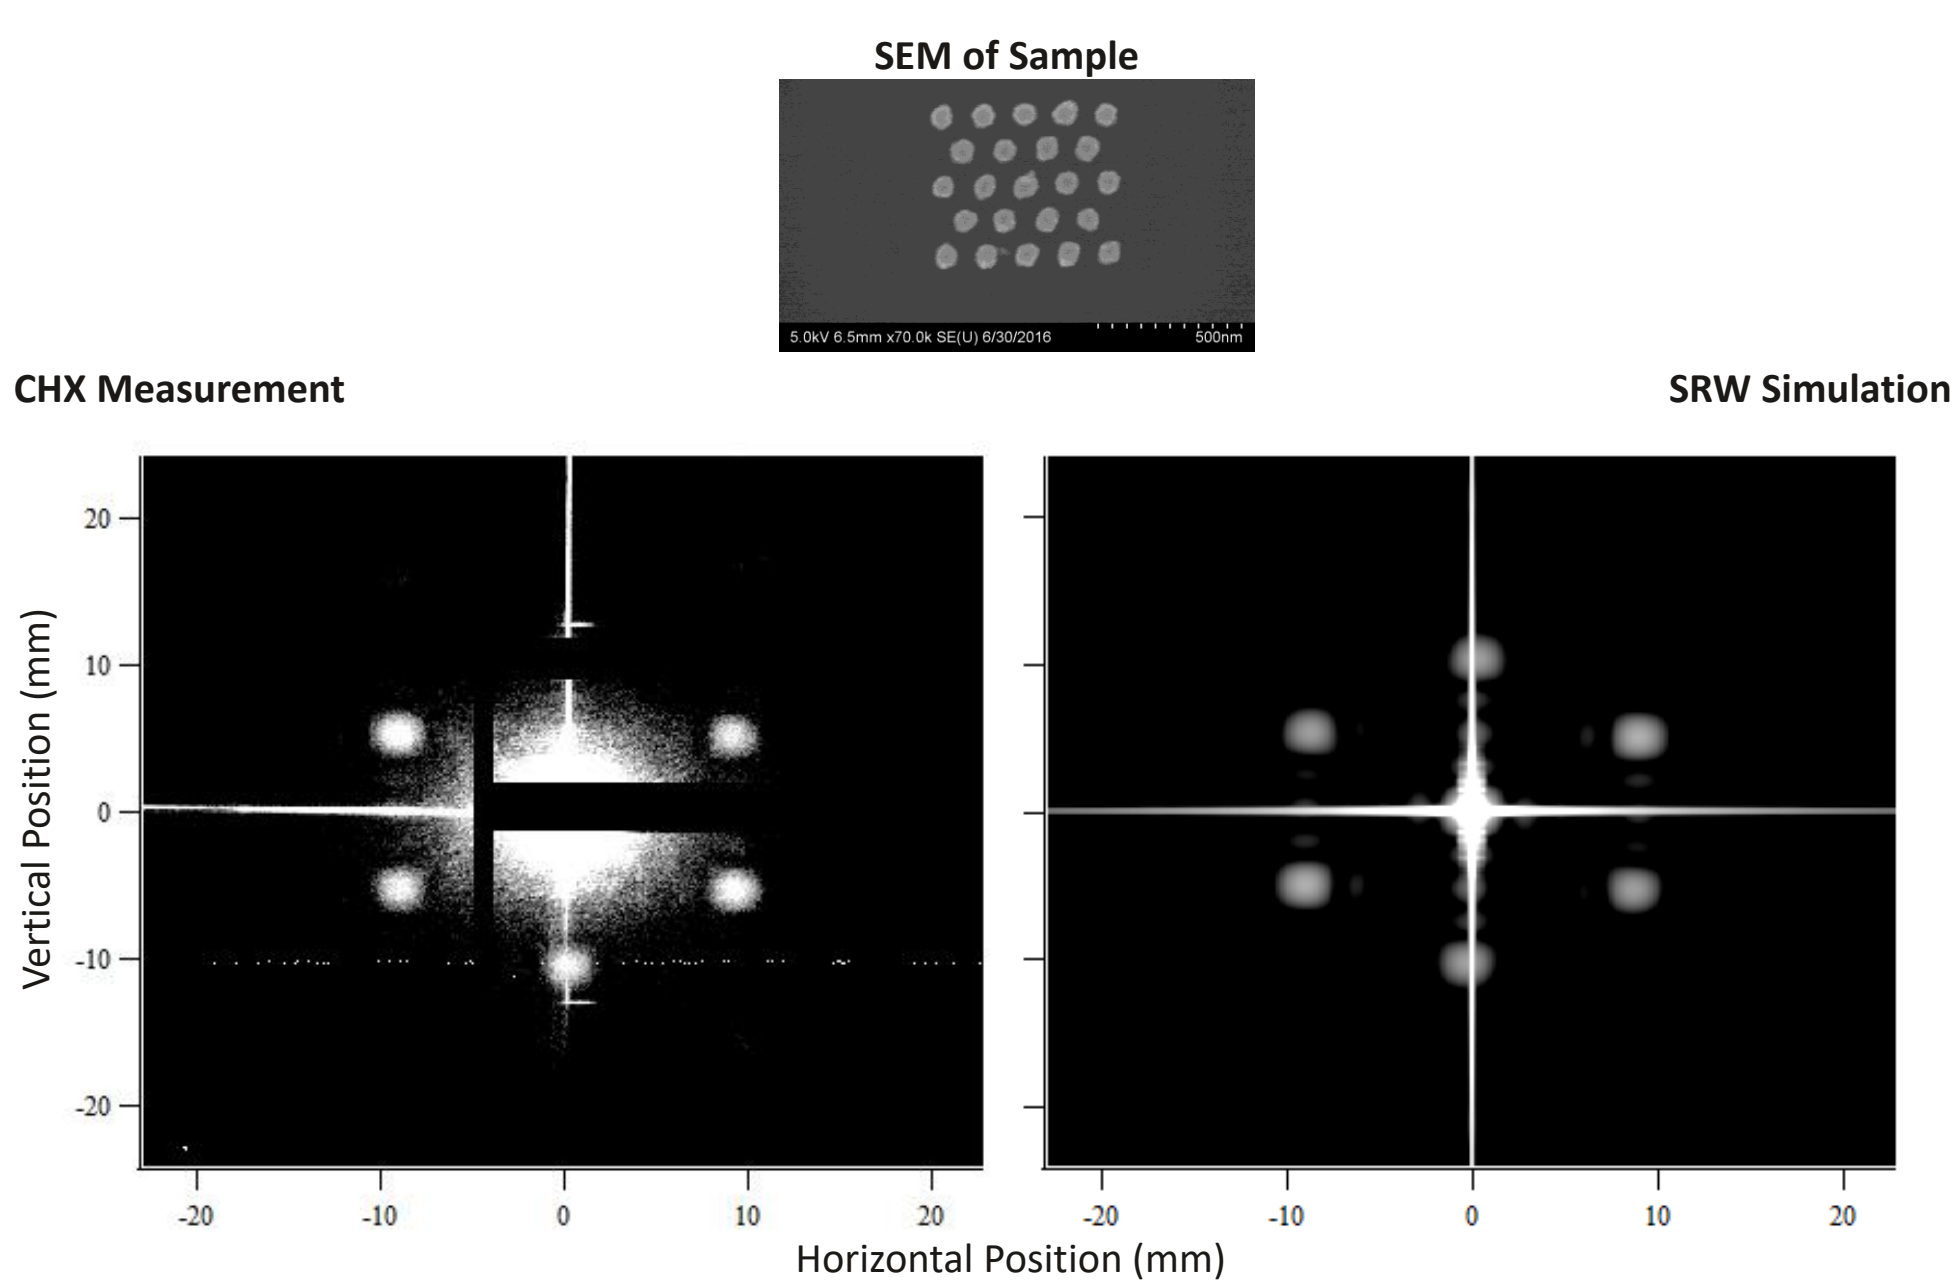 SEM of Sample
5.0kV 6.5mm x70.0k SE(U) 6/30/2016 500nm
CHX Measurement
SRW Simulation
Vertical Position (mm)
20
10
0
-10
-20
-20 -10 0 10 20
-20 -10 0 10 20
Horizontal Position (mm)